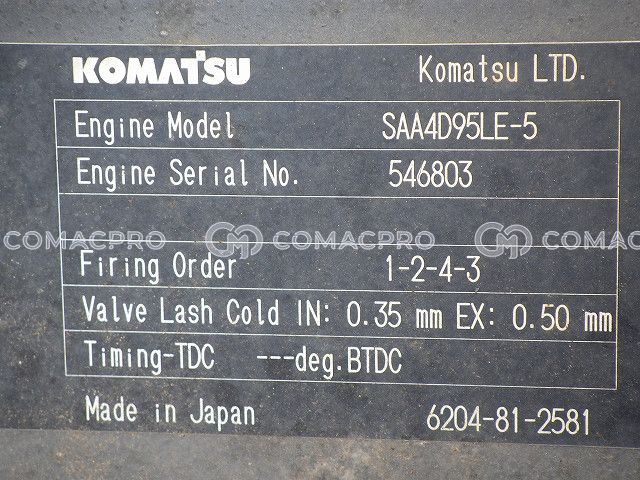 KOMATSU Komatsu LTD.
Engine Model SAA4D95LE-5
Engine Serial No. 546803
COMACPRO COMACPRO COMACPRO
Firing Order 1-2-4-3
Valve Lash Cold IN: 0.35 mm EX: 0.50 mm
Timing-TDC ---deg.BTDC
Made in Japan 6204-81-2581